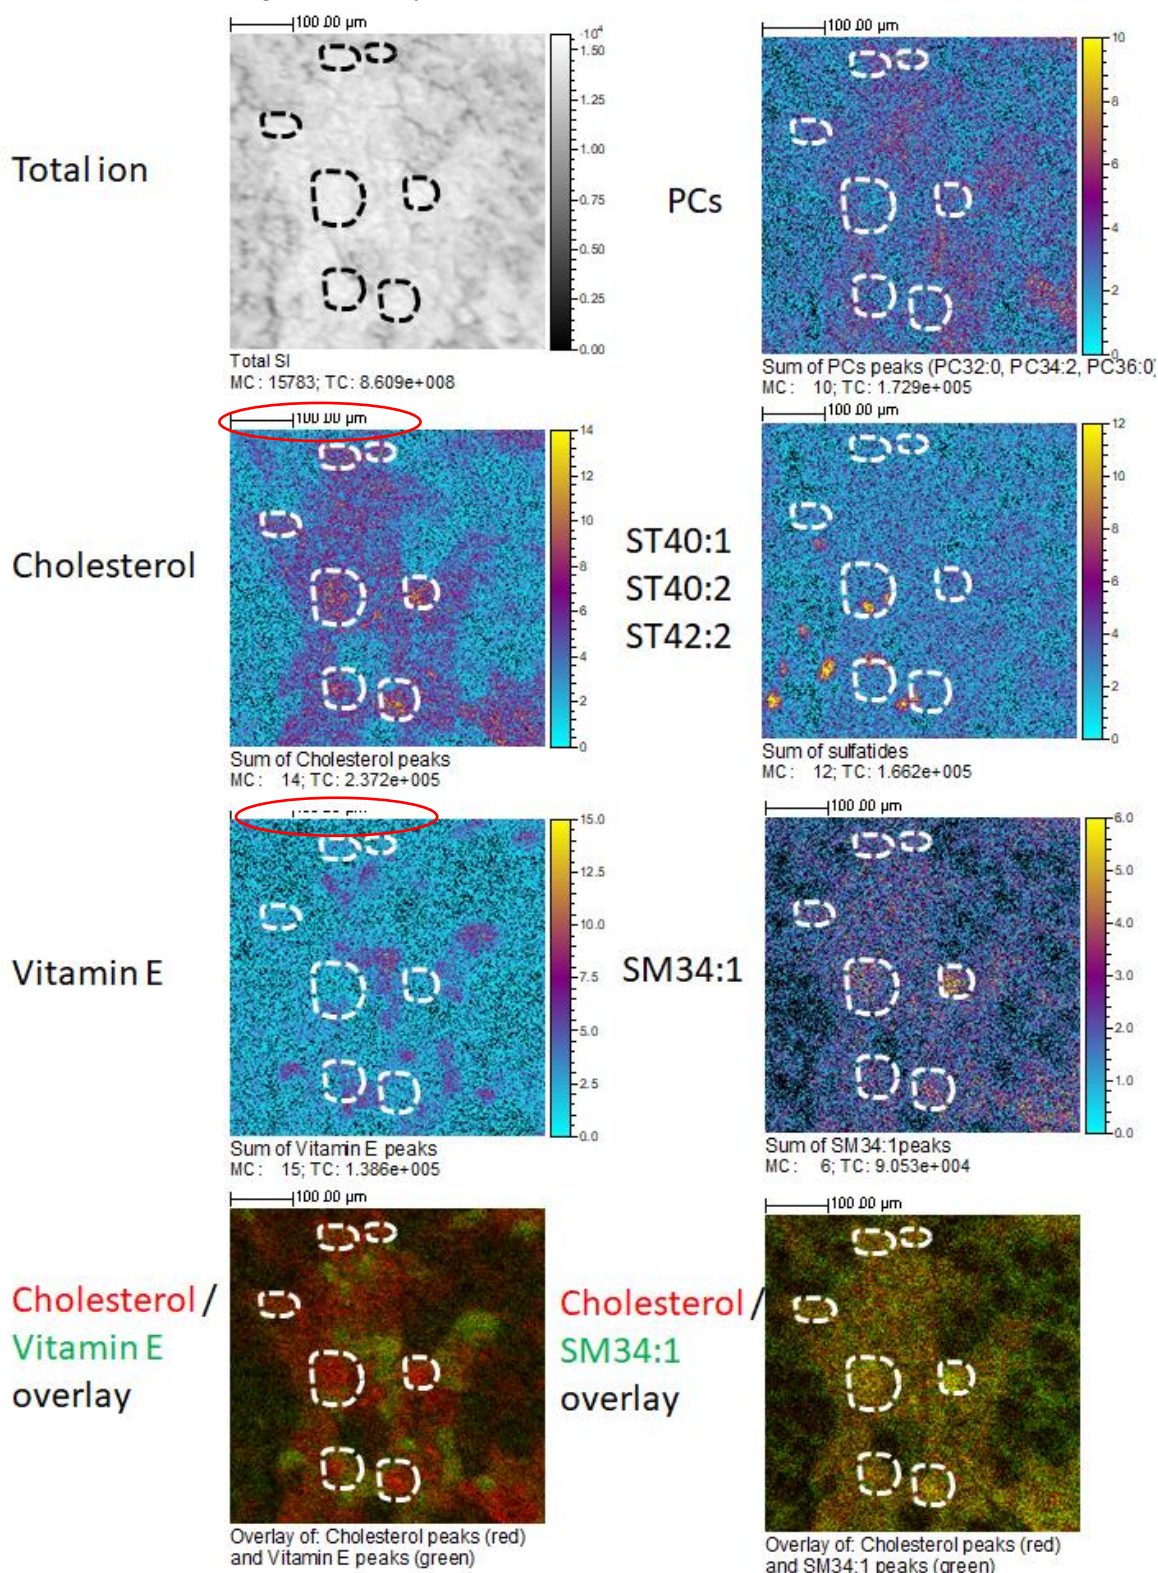 100.00 µm
Total ion
·10⁴
1.50
1.25
1.00
0.75
0.50
0.25
0.00
Total SI
MC: 15783; TC: 8.609e+008
100.00 µm
PCs
10
8
6
4
2
0
Sum of PCs peaks (PC32:0, PC34:2, PC36:0)
MC: 10; TC: 1.729e+005
100.00 µm
Cholesterol
14
12
10
8
6
4
2
0
Sum of Cholesterol peaks
MC: 14; TC: 2.372e+005
100.00 µm
ST40:1
ST40:2
ST42:2
12
10
8
6
4
2
0
Sum of sulfatides
MC: 12; TC: 1.662e+005
Vitamin E
15.0
12.5
10.0
7.5
5.0
2.5
0.0
Sum of Vitamin E peaks
MC: 15; TC: 1.386e+005
100.00 µm
SM34:1
6.0
5.0
4.0
3.0
2.0
1.0
0.0
Sum of SM34:1peaks
MC: 6; TC: 9.053e+004
100.00 µm
Cholesterol /
Vitamin E
overlay
Overlay of: Cholesterol peaks (red)
and Vitamin E peaks (green)
100.00 µm
Cholesterol /
SM34:1
overlay
Overlay of: Cholesterol peaks (red)
and SM34:1 peaks (green)